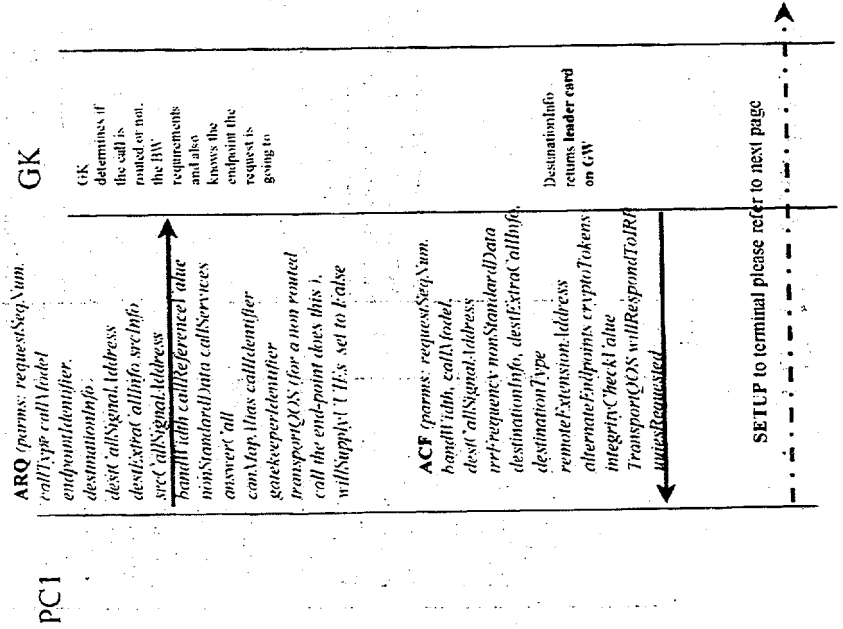 PC1
GK
ARQ (parms: requestSeqNum,
callType callModel
endpointIdentifier,
destinationInfo,
destCallSignalAddress
destExtraCallInfo srcInfo
srcCallSignalAddress
bandWidth callReferenceValue
nonStandardData callServices
answerCall
canMapAlias callIdentifier
gatekeeperIdentifier
transportQOS (for a non routed
call the end-point does this),
willSupplyUUIEs set to False
GK
determines if
the call is
routed or not,
the BW
requirements
and also
knows the
endpoint the
request is
going to
ACF (parms: requestSeqNum,
bandWidth, callModel,
destCallSignalAddress
irrFrequency nonStandardData
destinationInfo, destExtraCallInfo,
destinationType
remoteExtensionAddress
alternateEndpoints cryptoTokens
integrityCheckValue
TransportQOS willRespondToIRR
uuiesRequested
DestinationInfo
returns leader card
on GW
SETUP to terminal please refer to next page